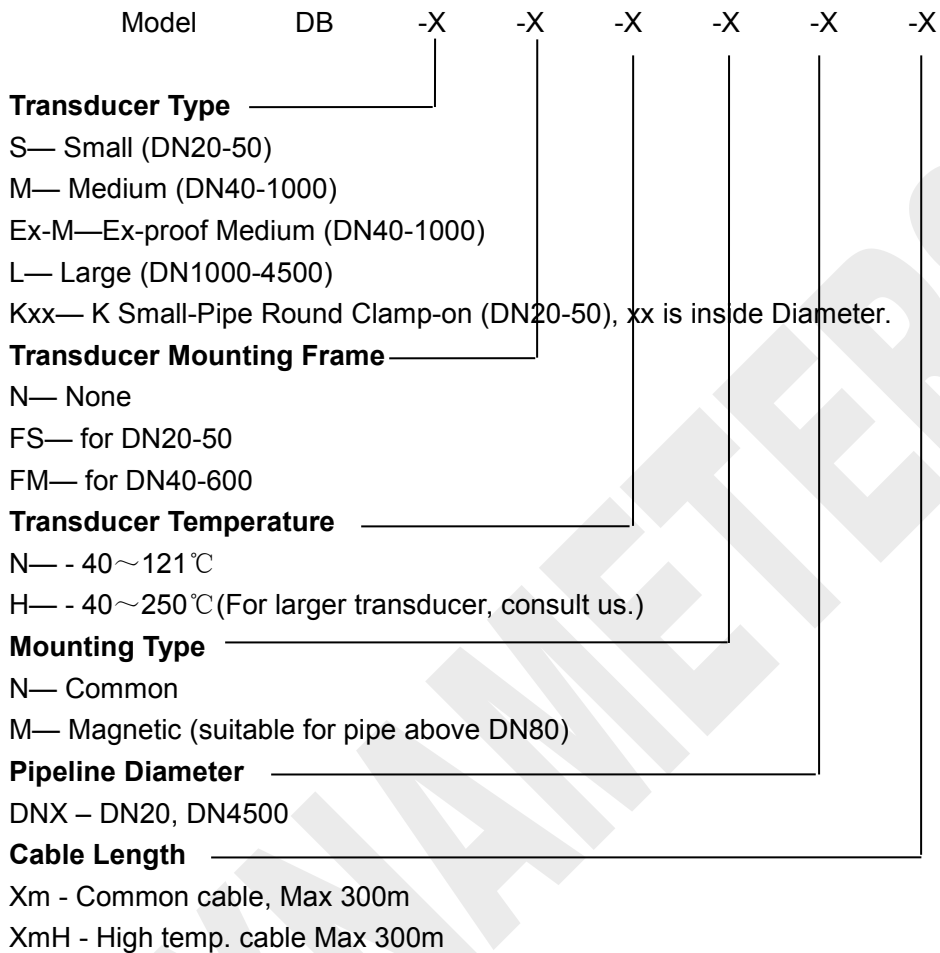 Model DB -X -X -X -X -X -X
Transducer Type
S— Small (DN20-50)
M— Medium (DN40-1000)
Ex-M—Ex-proof Medium (DN40-1000)
L— Large (DN1000-4500)
Kxx— K Small-Pipe Round Clamp-on (DN20-50), xx is inside Diameter.
Transducer Mounting Frame
N— None
FS— for DN20-50
FM— for DN40-600
Transducer Temperature
N— - 40～121℃
H— - 40～250℃(For larger transducer, consult us.)
Mounting Type
N— Common
M— Magnetic (suitable for pipe above DN80)
Pipeline Diameter
DNX – DN20, DN4500
Cable Length
Xm - Common cable, Max 300m
XmH - High temp. cable Max 300m